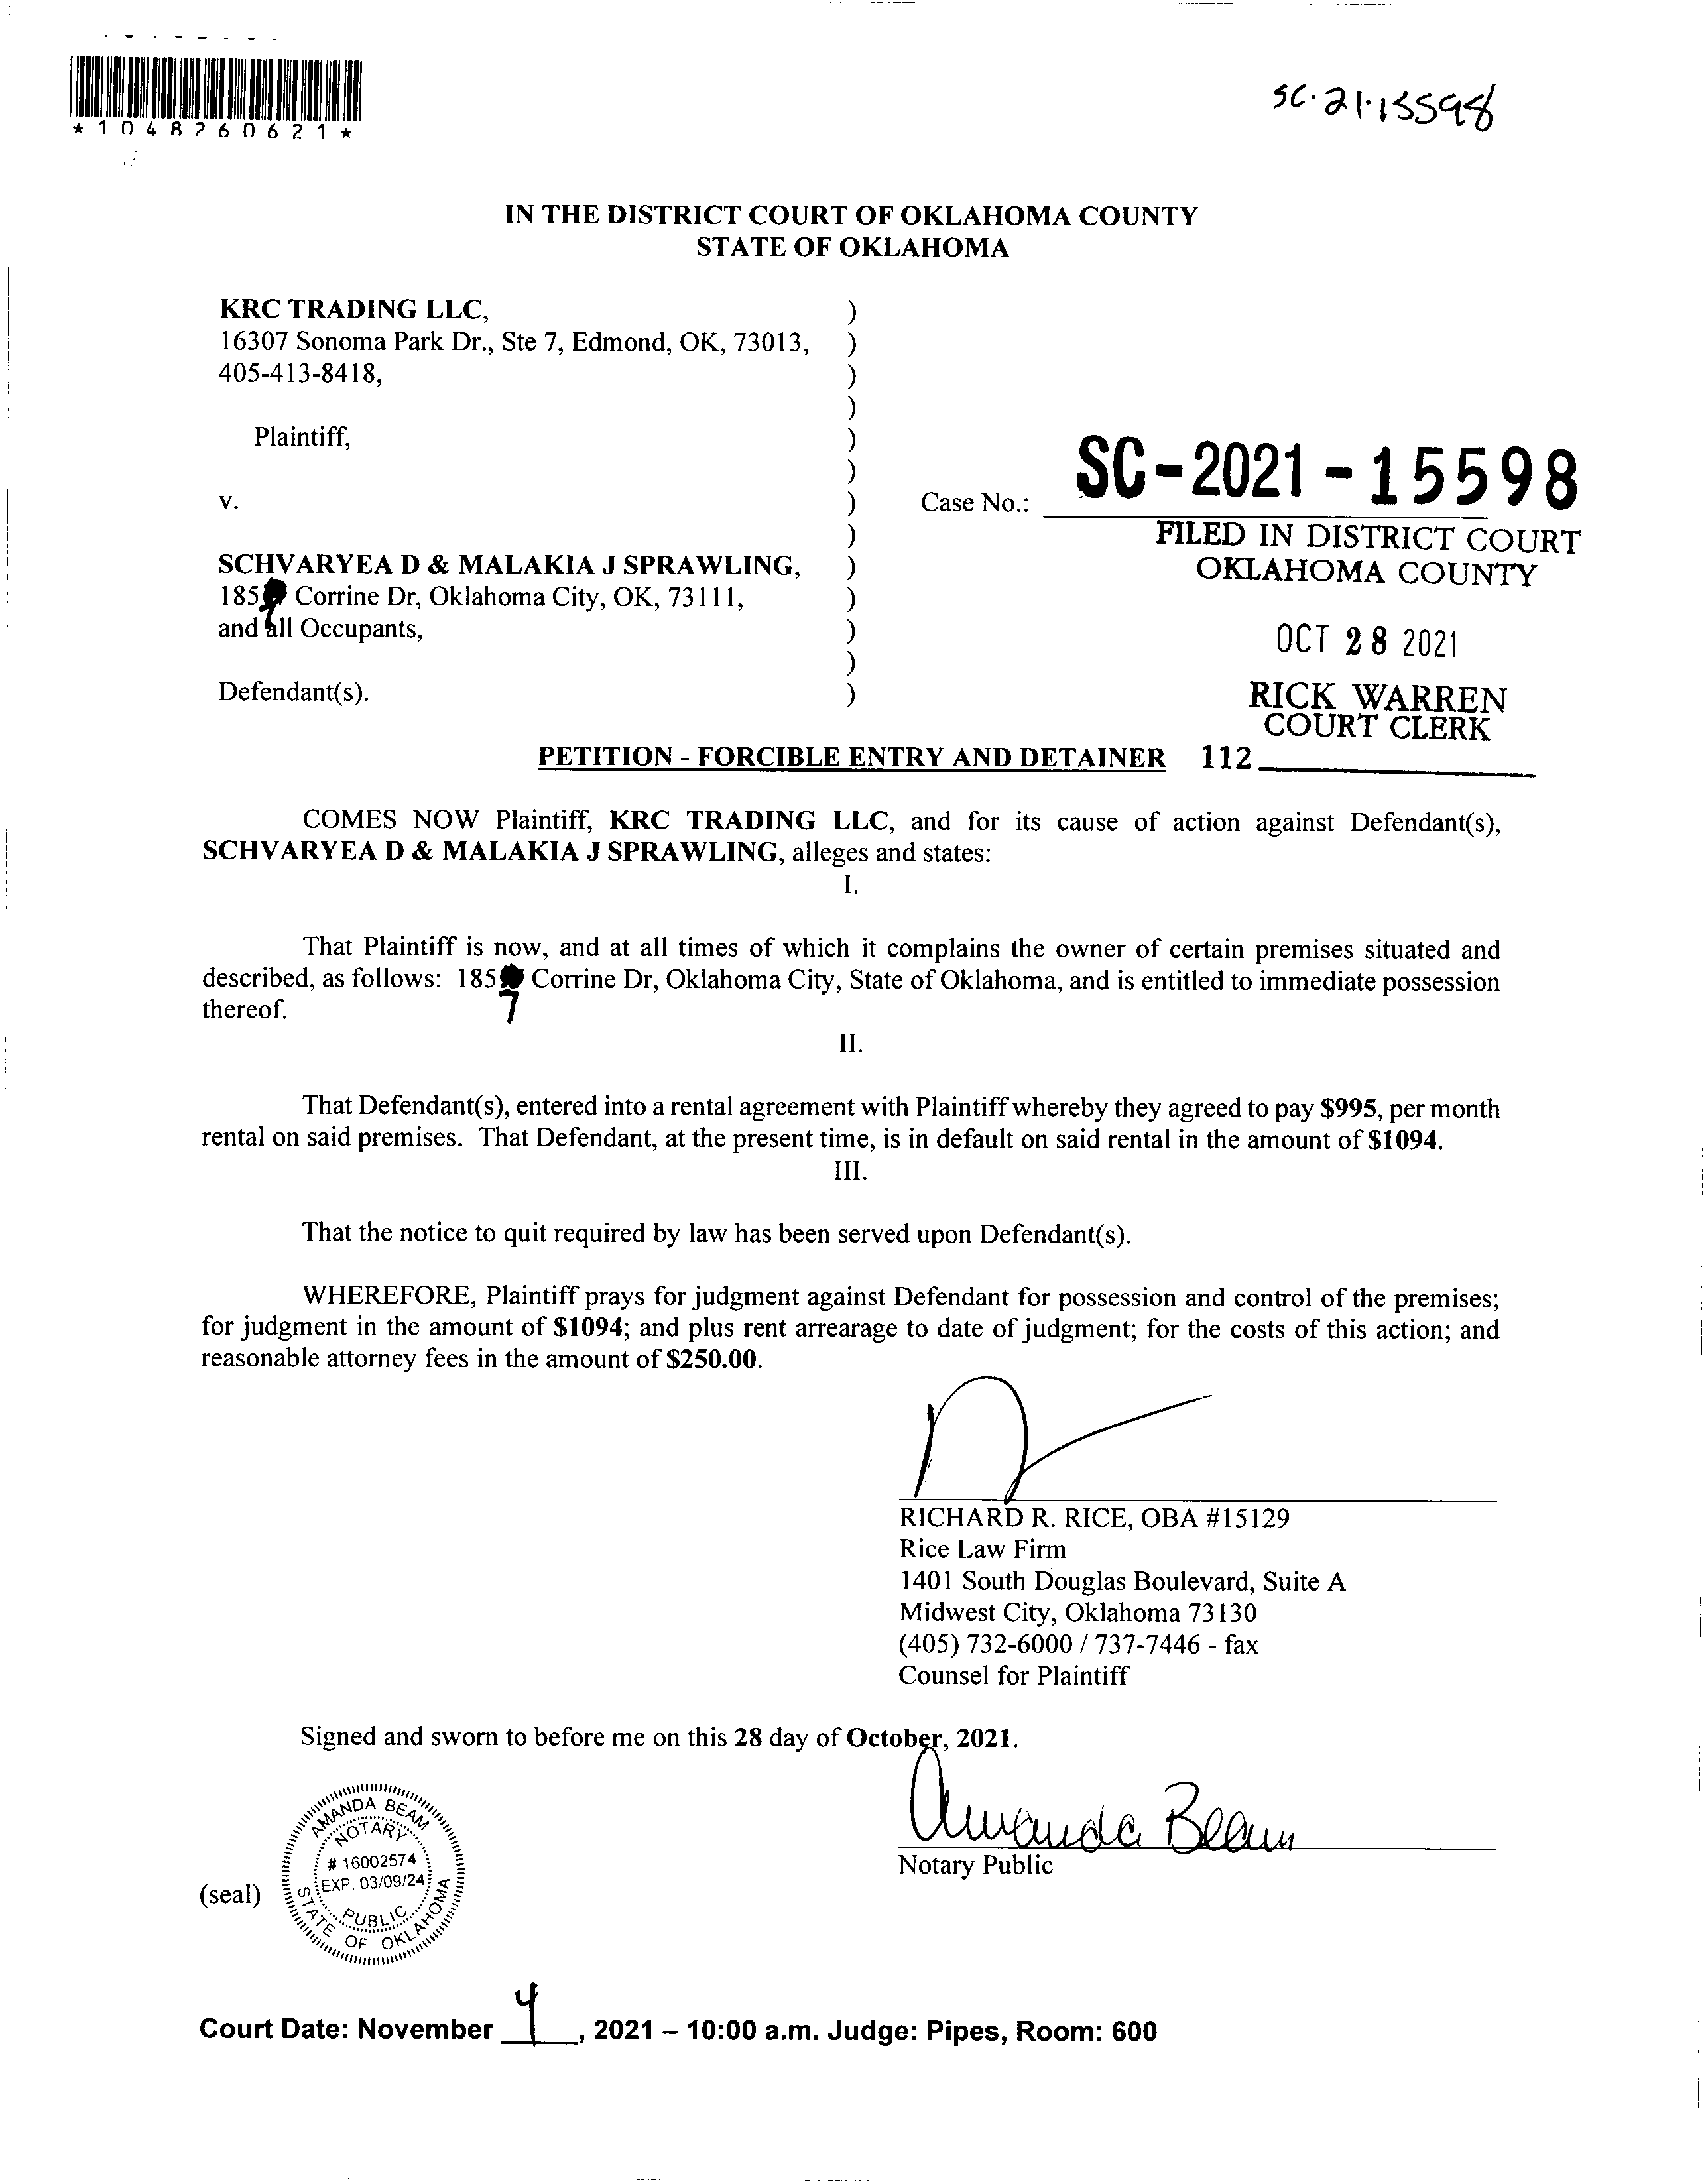 *1048260621*
SC-21-15598
IN THE DISTRICT COURT OF OKLAHOMA COUNTY
STATE OF OKLAHOMA
KRC TRADING LLC, )
16307 Sonoma Park Dr., Ste 7, Edmond, OK, 73013, )
405-413-8418, )
)
Plaintiff, )
)
v. ) Case No.: SC-2021-15598
) FILED IN DISTRICT COURT
SCHVARYEA D & MALAKIA J SPRAWLING, ) OKLAHOMA COUNTY
1857 Corrine Dr, Oklahoma City, OK, 73111, )
and all Occupants, ) OCT 28 2021
)
Defendant(s). ) RICK WARREN
COURT CLERK
PETITION - FORCIBLE ENTRY AND DETAINER 112
COMES NOW Plaintiff, KRC TRADING LLC, and for its cause of action against Defendant(s),
SCHVARYEA D & MALAKIA J SPRAWLING, alleges and states:
I.
That Plaintiff is now, and at all times of which it complains the owner of certain premises situated and
described, as follows: 1857 Corrine Dr, Oklahoma City, State of Oklahoma, and is entitled to immediate possession
thereof.
II.
That Defendant(s), entered into a rental agreement with Plaintiff whereby they agreed to pay $995, per month
rental on said premises. That Defendant, at the present time, is in default on said rental in the amount of $1094.
III.
That the notice to quit required by law has been served upon Defendant(s).
WHEREFORE, Plaintiff prays for judgment against Defendant for possession and control of the premises;
for judgment in the amount of $1094; and plus rent arrearage to date of judgment; for the costs of this action; and
reasonable attorney fees in the amount of $250.00.
RICHARD R. RICE, OBA #15129
Rice Law Firm
1401 South Douglas Boulevard, Suite A
Midwest City, Oklahoma 73130
(405) 732-6000 / 737-7446 - fax
Counsel for Plaintiff
Signed and sworn to before me on this 28 day of October, 2021.
Amanda Beam
Notary Public
(seal)
AMANDA BEAM
NOTARY
# 16002574
EXP. 03/09/24
PUBLIC
STATE OF OKLAHOMA
Court Date: November 4, 2021 – 10:00 a.m. Judge: Pipes, Room: 600